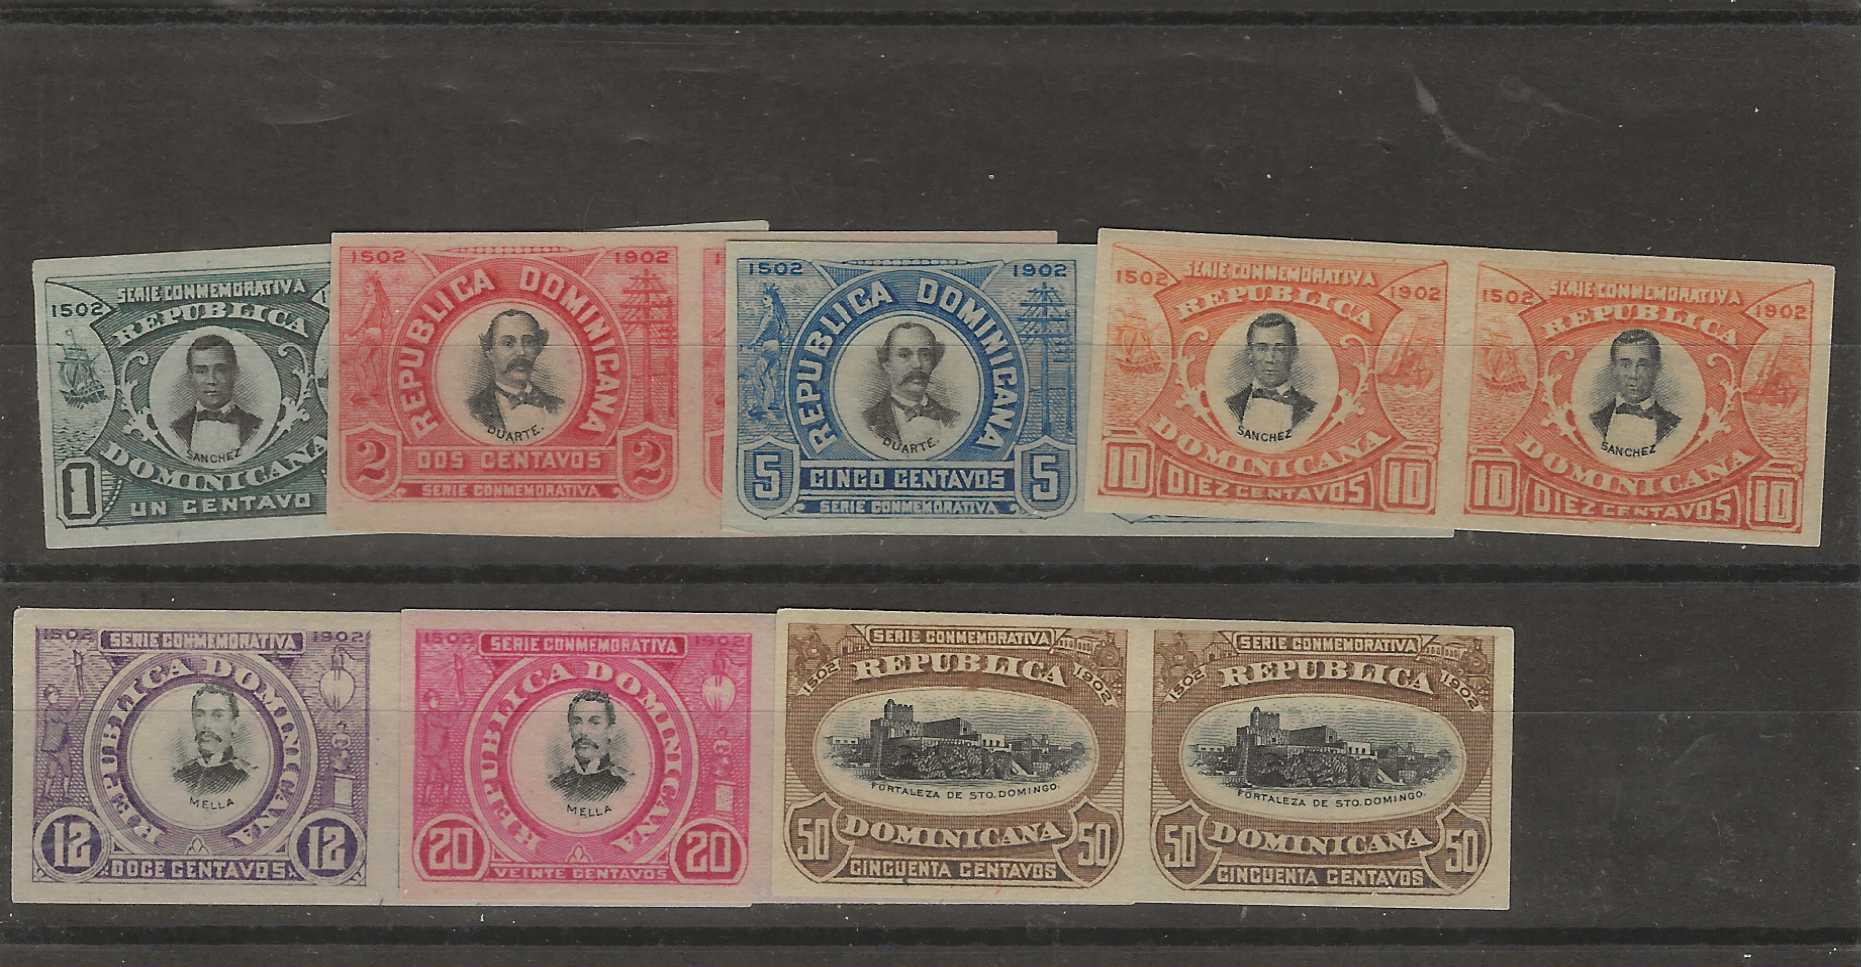 1502
SERIE CONMEMORATIVA
REPUBLICA
SANCHEZ
DOMINICANA
1 UN CENTAVO
1502 1902
REPUBLICA DOMINICANA
DUARTE.
2 DOS CENTAVOS 2
SERIE CONMEMORATIVA
1502 1902
REPUBLICA DOMINICANA
DUARTE.
5 CINCO CENTAVOS 5
SERIE CONMEMORATIVA
1502 SERIE CONMEMORATIVA 1902
REPUBLICA
SANCHEZ
DOMINICANA
10 DIEZ CENTAVOS 10
1502 SERIE CONMEMORATIVA 1902
REPUBLICA
SANCHEZ
DOMINICANA
10 DIEZ CENTAVOS 10
1502 SERIE CONMEMORATIVA 1902
REPUBLICA DOMINICANA
MELLA
12 DOCE CENTAVOS 12
1502 SERIE CONMEMORATIVA 1902
REPUBLICA DOMINICANA
MELLA
20 VEINTE CENTAVOS 20
SERIE CONMEMORATIVA
1502 REPUBLICA 1902
FORTALEZA DE STO. DOMINGO.
50 DOMINICANA 50
CINCUENTA CENTAVOS
SERIE CONMEMORATIVA
1502 REPUBLICA 1902
FORTALEZA DE STO. DOMINGO.
50 DOMINICANA 50
CINCUENTA CENTAVOS